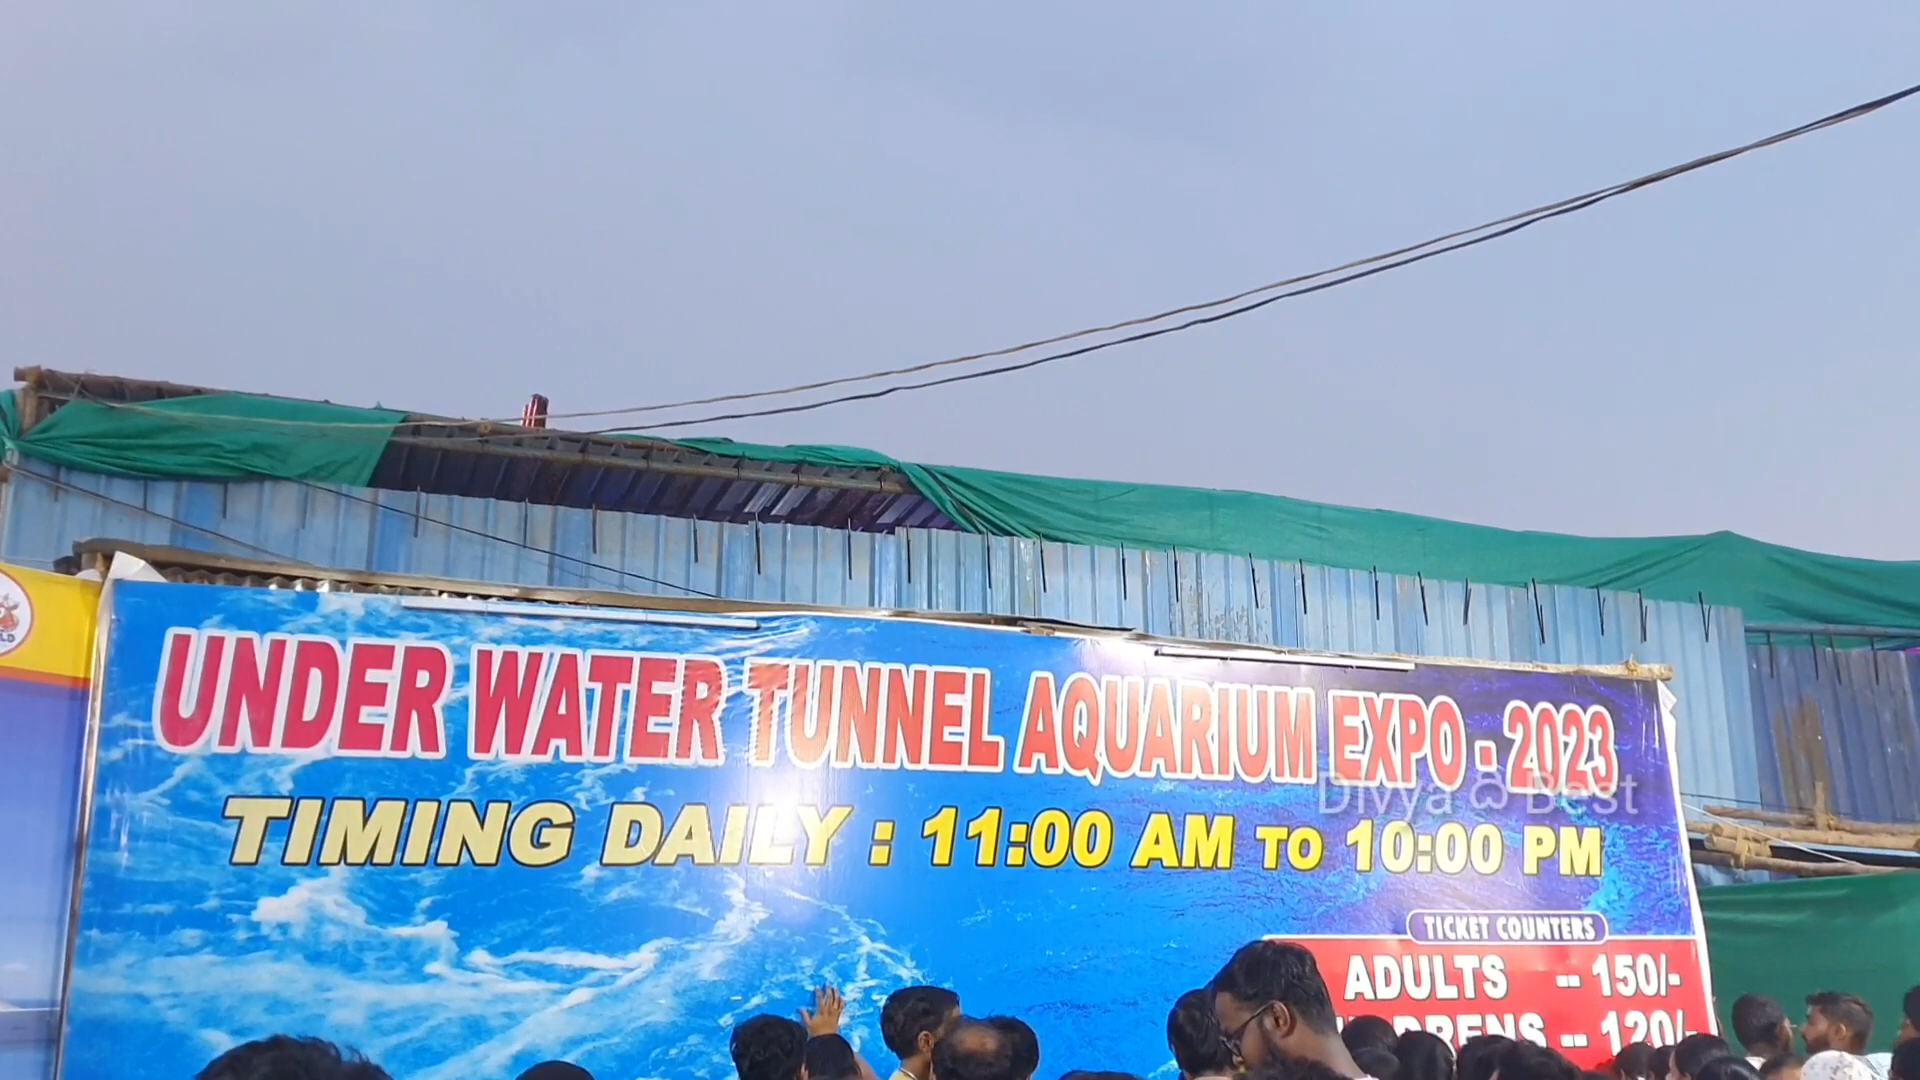 UNDER WATER TUNNEL AQUARIUM EXPO - 2023
TIMING DAILY : 11:00 AM TO 10:00 PM
TICKET COUNTERS
ADULTS -- 150/-
-- 120/-
Divya Best